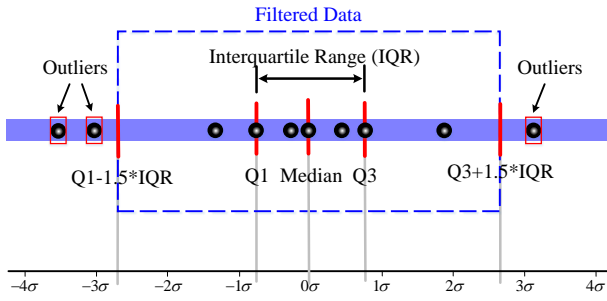 Filtered Data
Interquartile Range (IQR)
Outliers
Outliers
Q1-1.5*IQR
Q1
Median
Q3
Q3+1.5*IQR
−4σ
−3σ
−2σ
−1σ
0σ
1σ
2σ
3σ
4σ